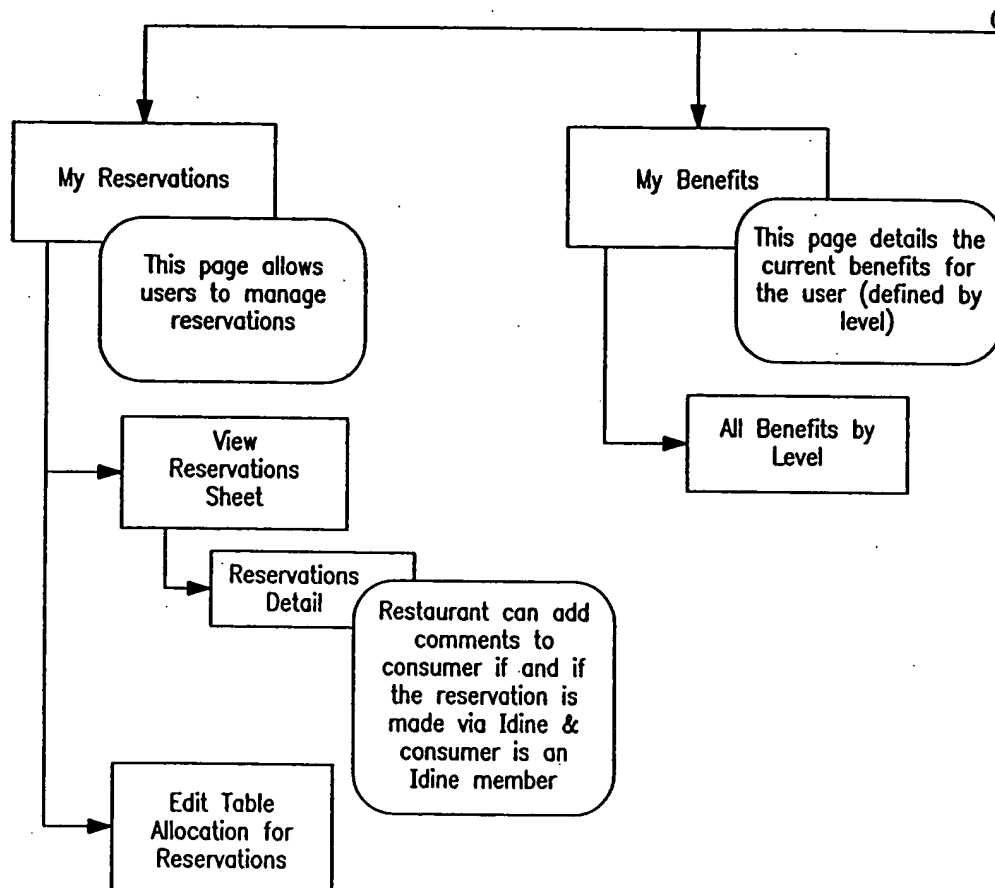 My Reservations
This page allows
users to manage
reservations
View
Reservations
Sheet
Reservations
Detail
Restaurant can add
comments to
consumer if and if
the reservation is
made via Idine &
consumer is an
Idine member
Edit Table
Allocation for
Reservations
My Benefits
This page details the
current benefits for
the user (defined by
level)
All Benefits by
Level